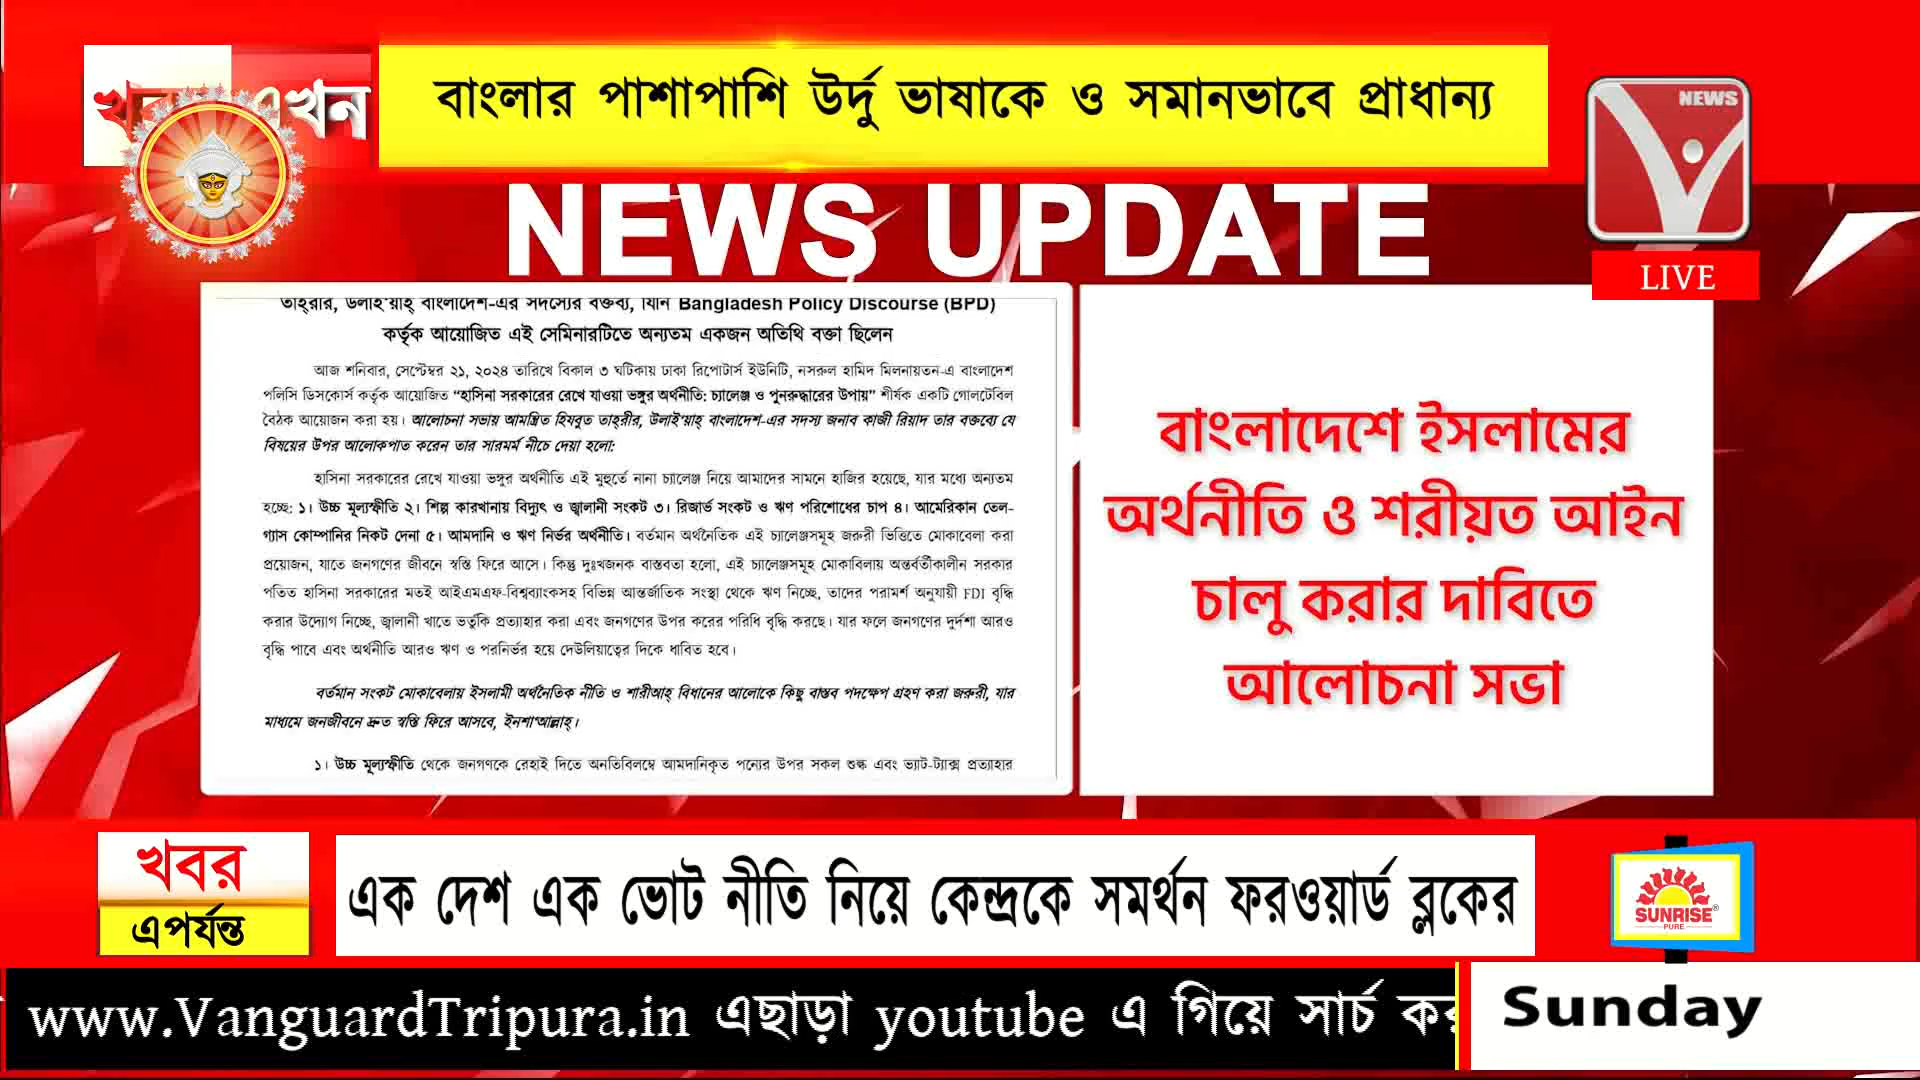 খবর এখন
বাংলার পাশাপাশি উর্দু ভাষাকে ও সমানভাবে প্রাধান্য
NEWS
LIVE
NEWS UPDATE
তাহ্‌রীর, উলাই'য়াহ্‌ বাংলাদেশ-এর সদস্যের বক্তব্য, যিনি Bangladesh Policy Discourse (BPD)
কর্তৃক আয়োজিত এই সেমিনারটিতে অন্যতম একজন অতিথি বক্তা ছিলেন
আজ শনিবার, সেপ্টেম্বর ২১, ২০২৪ তারিখে বিকাল ৩ ঘটিকায় ঢাকা রিপোটার্স ইউনিটি, নসরুল হামিদ মিলনায়তন-এ বাংলাদেশ
পলিসি ডিসকোর্স কর্তৃক আয়োজিত “হাসিনা সরকারের রেখে যাওয়া ভঙ্গুর অর্থনীতি: চ্যালেঞ্জ ও পুনরুদ্ধারের উপায়” শীর্ষক একটি গোলটেবিল
বৈঠক আয়োজন করা হয়। আলোচনা সভায় আমন্ত্রিত হিযবুত তাহ্‌রীর, উলাই'য়াহ্‌ বাংলাদেশ-এর সদস্য জনাব কাজী রিয়াদ তার বক্তব্যে যে
বিষয়ের উপর আলোকপাত করেন তার সারমর্ম নীচে দেয়া হলো:
হাসিনা সরকারের রেখে যাওয়া ভঙ্গুর অর্থনীতি এই মুহুর্তে নানা চ্যালেঞ্জ নিয়ে আমাদের সামনে হাজির হয়েছে, যার মধ্যে অন্যতম
হচ্ছে: ১। উচ্চ মূল্যস্ফীতি ২। শিল্প কারখানায় বিদ্যুৎ ও জ্বালানী সংকট ৩। রিজার্ভ সংকট ও ঋণ পরিশোধের চাপ ৪। আমেরিকান তেল-
গ্যাস কোম্পানির নিকট দেনা ৫। আমদানি ও ঋণ নির্ভর অর্থনীতি। বর্তমান অর্থনৈতিক এই চ্যালেঞ্জসমূহ জরুরী ভিত্তিতে মোকাবেলা করা
প্রয়োজন, যাতে জনগণের জীবনে স্বস্তি ফিরে আসে। কিন্তু দুঃখজনক বাস্তবতা হলো, এই চ্যালেঞ্জসমূহ মোকাবিলায় অন্তর্বর্তীকালীন সরকার
পতিত হাসিনা সরকারের মতই আইএমএফ-বিশ্বব্যাংকসহ বিভিন্ন আন্তর্জাতিক সংস্থা থেকে ঋণ নিচ্ছে, তাদের পরামর্শ অনুযায়ী FDI বৃদ্ধি
করার উদ্যোগ নিচ্ছে, জ্বালানী খাতে ভর্তুকি প্রত্যাহার করা এবং জনগণের উপর করের পরিধি বৃদ্ধি করছে। যার ফলে জনগণের দুর্দশা আরও
বৃদ্ধি পাবে এবং অর্থনীতি আরও ঋণ ও পরনির্ভর হয়ে দেউলিয়াত্বের দিকে ধাবিত হবে।
বর্তমান সংকট মোকাবেলায় ইসলামী অর্থনৈতিক নীতি ও শারীআহ্‌ বিধানের আলোকে কিছু বাস্তব পদক্ষেপ গ্রহণ করা জরুরী, যার
মাধ্যমে জনজীবনে দ্রুত স্বস্তি ফিরে আসবে, ইনশা'আল্লাহ্‌।
১। উচ্চ মূল্যস্ফীতি থেকে জনগণকে রেহাই দিতে অনতিবিলম্বে আমদানিকৃত পন্যের উপর সকল শুল্ক এবং ভ্যাট-ট্যাক্স প্রত্যাহার
বাংলাদেশে ইসলামের
অর্থনীতি ও শরীয়ত আইন
চালু করার দাবিতে
আলোচনা সভা
খবর
এপর্যন্ত
এক দেশ এক ভোট নীতি নিয়ে কেন্দ্রকে সমর্থন ফরওয়ার্ড ব্লকের
SUNRISE®
PURE
www.VanguardTripura.in এছাড়া youtube এ গিয়ে সার্চ কর
Sunday